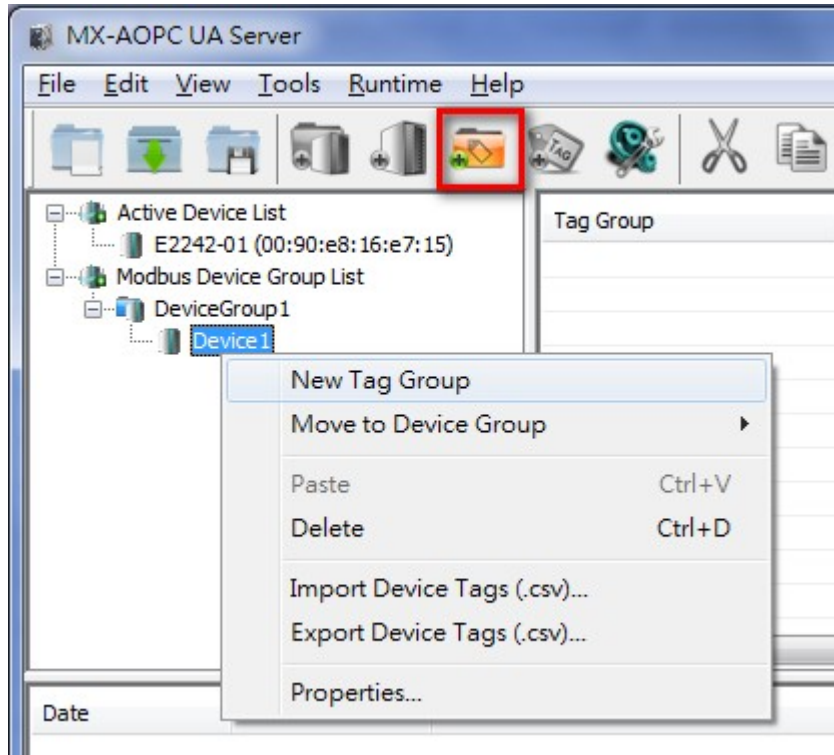 MX-AOPC UA Server
File Edit View Tools Runtime Help
TAG
Active Device List
E2242-01 (00:90:e8:16:e7:15)
Modbus Device Group List
DeviceGroup1
Device1
Tag Group
New Tag Group
Move to Device Group
Paste Ctrl+V
Delete Ctrl+D
Import Device Tags (.csv)...
Export Device Tags (.csv)...
Properties...
Date